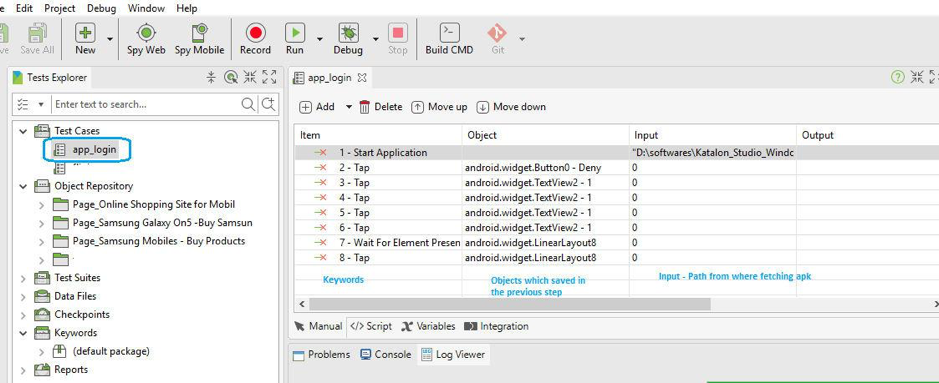 e Edit Project Debug Window Help
ve Save All New Spy Web Spy Mobile Record Run Debug Stop Build CMD Git
Tests Explorer
Enter text to search...
Test Cases
app_login
Object Repository
Page_Online Shopping Site for Mobil
Page_Samsung Galaxy On5 -Buy Samsun
Page_Samsung Mobiles - Buy Products
Test Suites
Data Files
Checkpoints
Keywords
(default package)
Reports
app_login
Add Delete Move up Move down
Item Object Input Output
1 - Start Application "D:\softwares\Katalon_Studio_Windc
2 - Tap android.widget.Button0 - Deny 0
3 - Tap android.widget.TextView2 - 1 0
4 - Tap android.widget.TextView2 - 1 0
5 - Tap android.widget.TextView2 - 1 0
6 - Tap android.widget.TextView2 - 1 0
7 - Wait For Element Presen android.widget.LinearLayout8 0
8 - Tap android.widget.LinearLayout8 0
Keywords
Objects which saved in
the previous step
Input - Path from where fetching apk
Manual </> Script Variables Integration
Problems Console Log Viewer